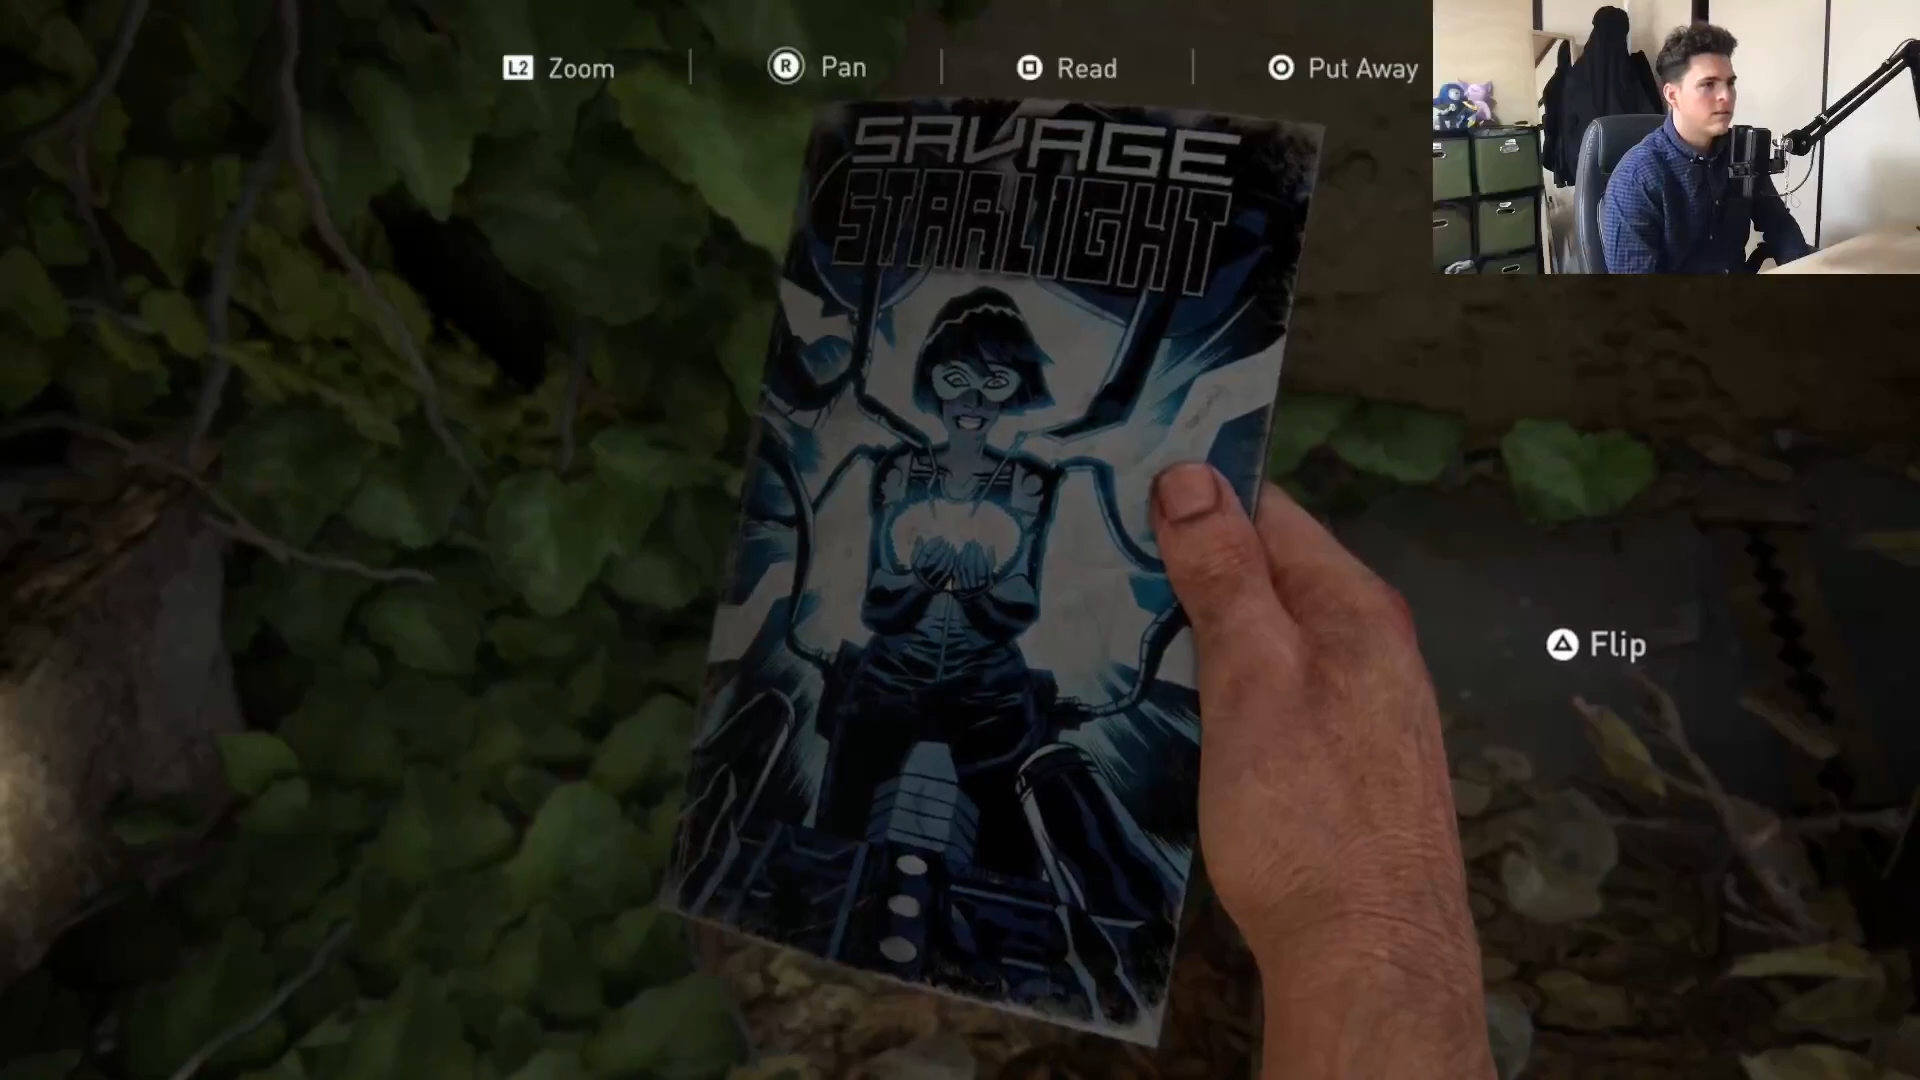 L2 Zoom
R Pan
Read
Put Away
SAVAGE
STARLIGHT
Flip